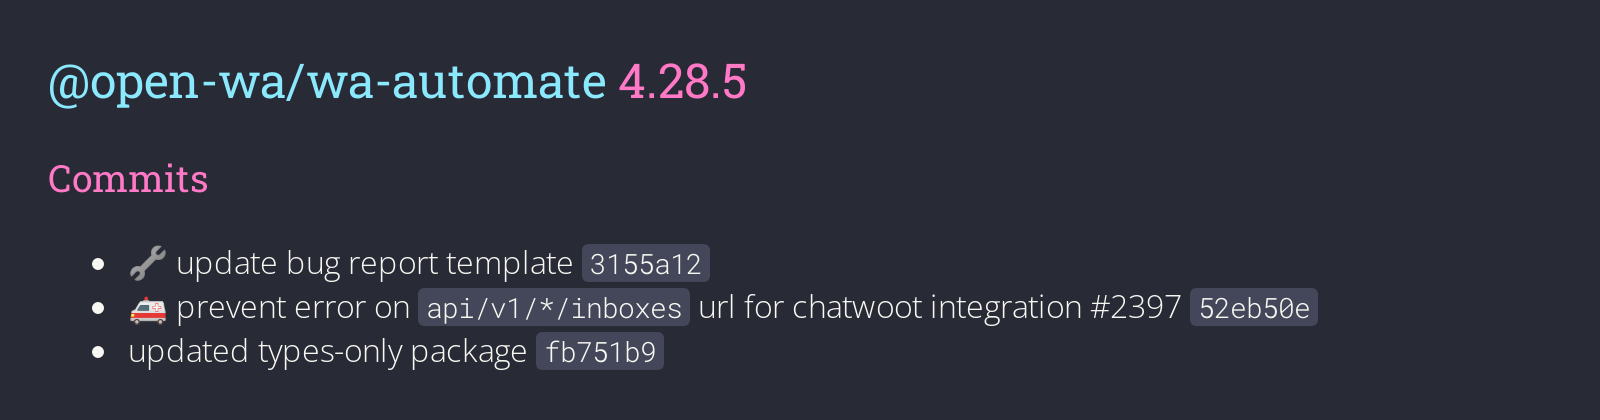 @open-wa/wa-automate 4.28.5
Commits
🔧 update bug report template 3155a12
🚑 prevent error on api/v1/*/inboxes url for chatwoot integration #2397 52eb50e
updated types-only package fb751b9